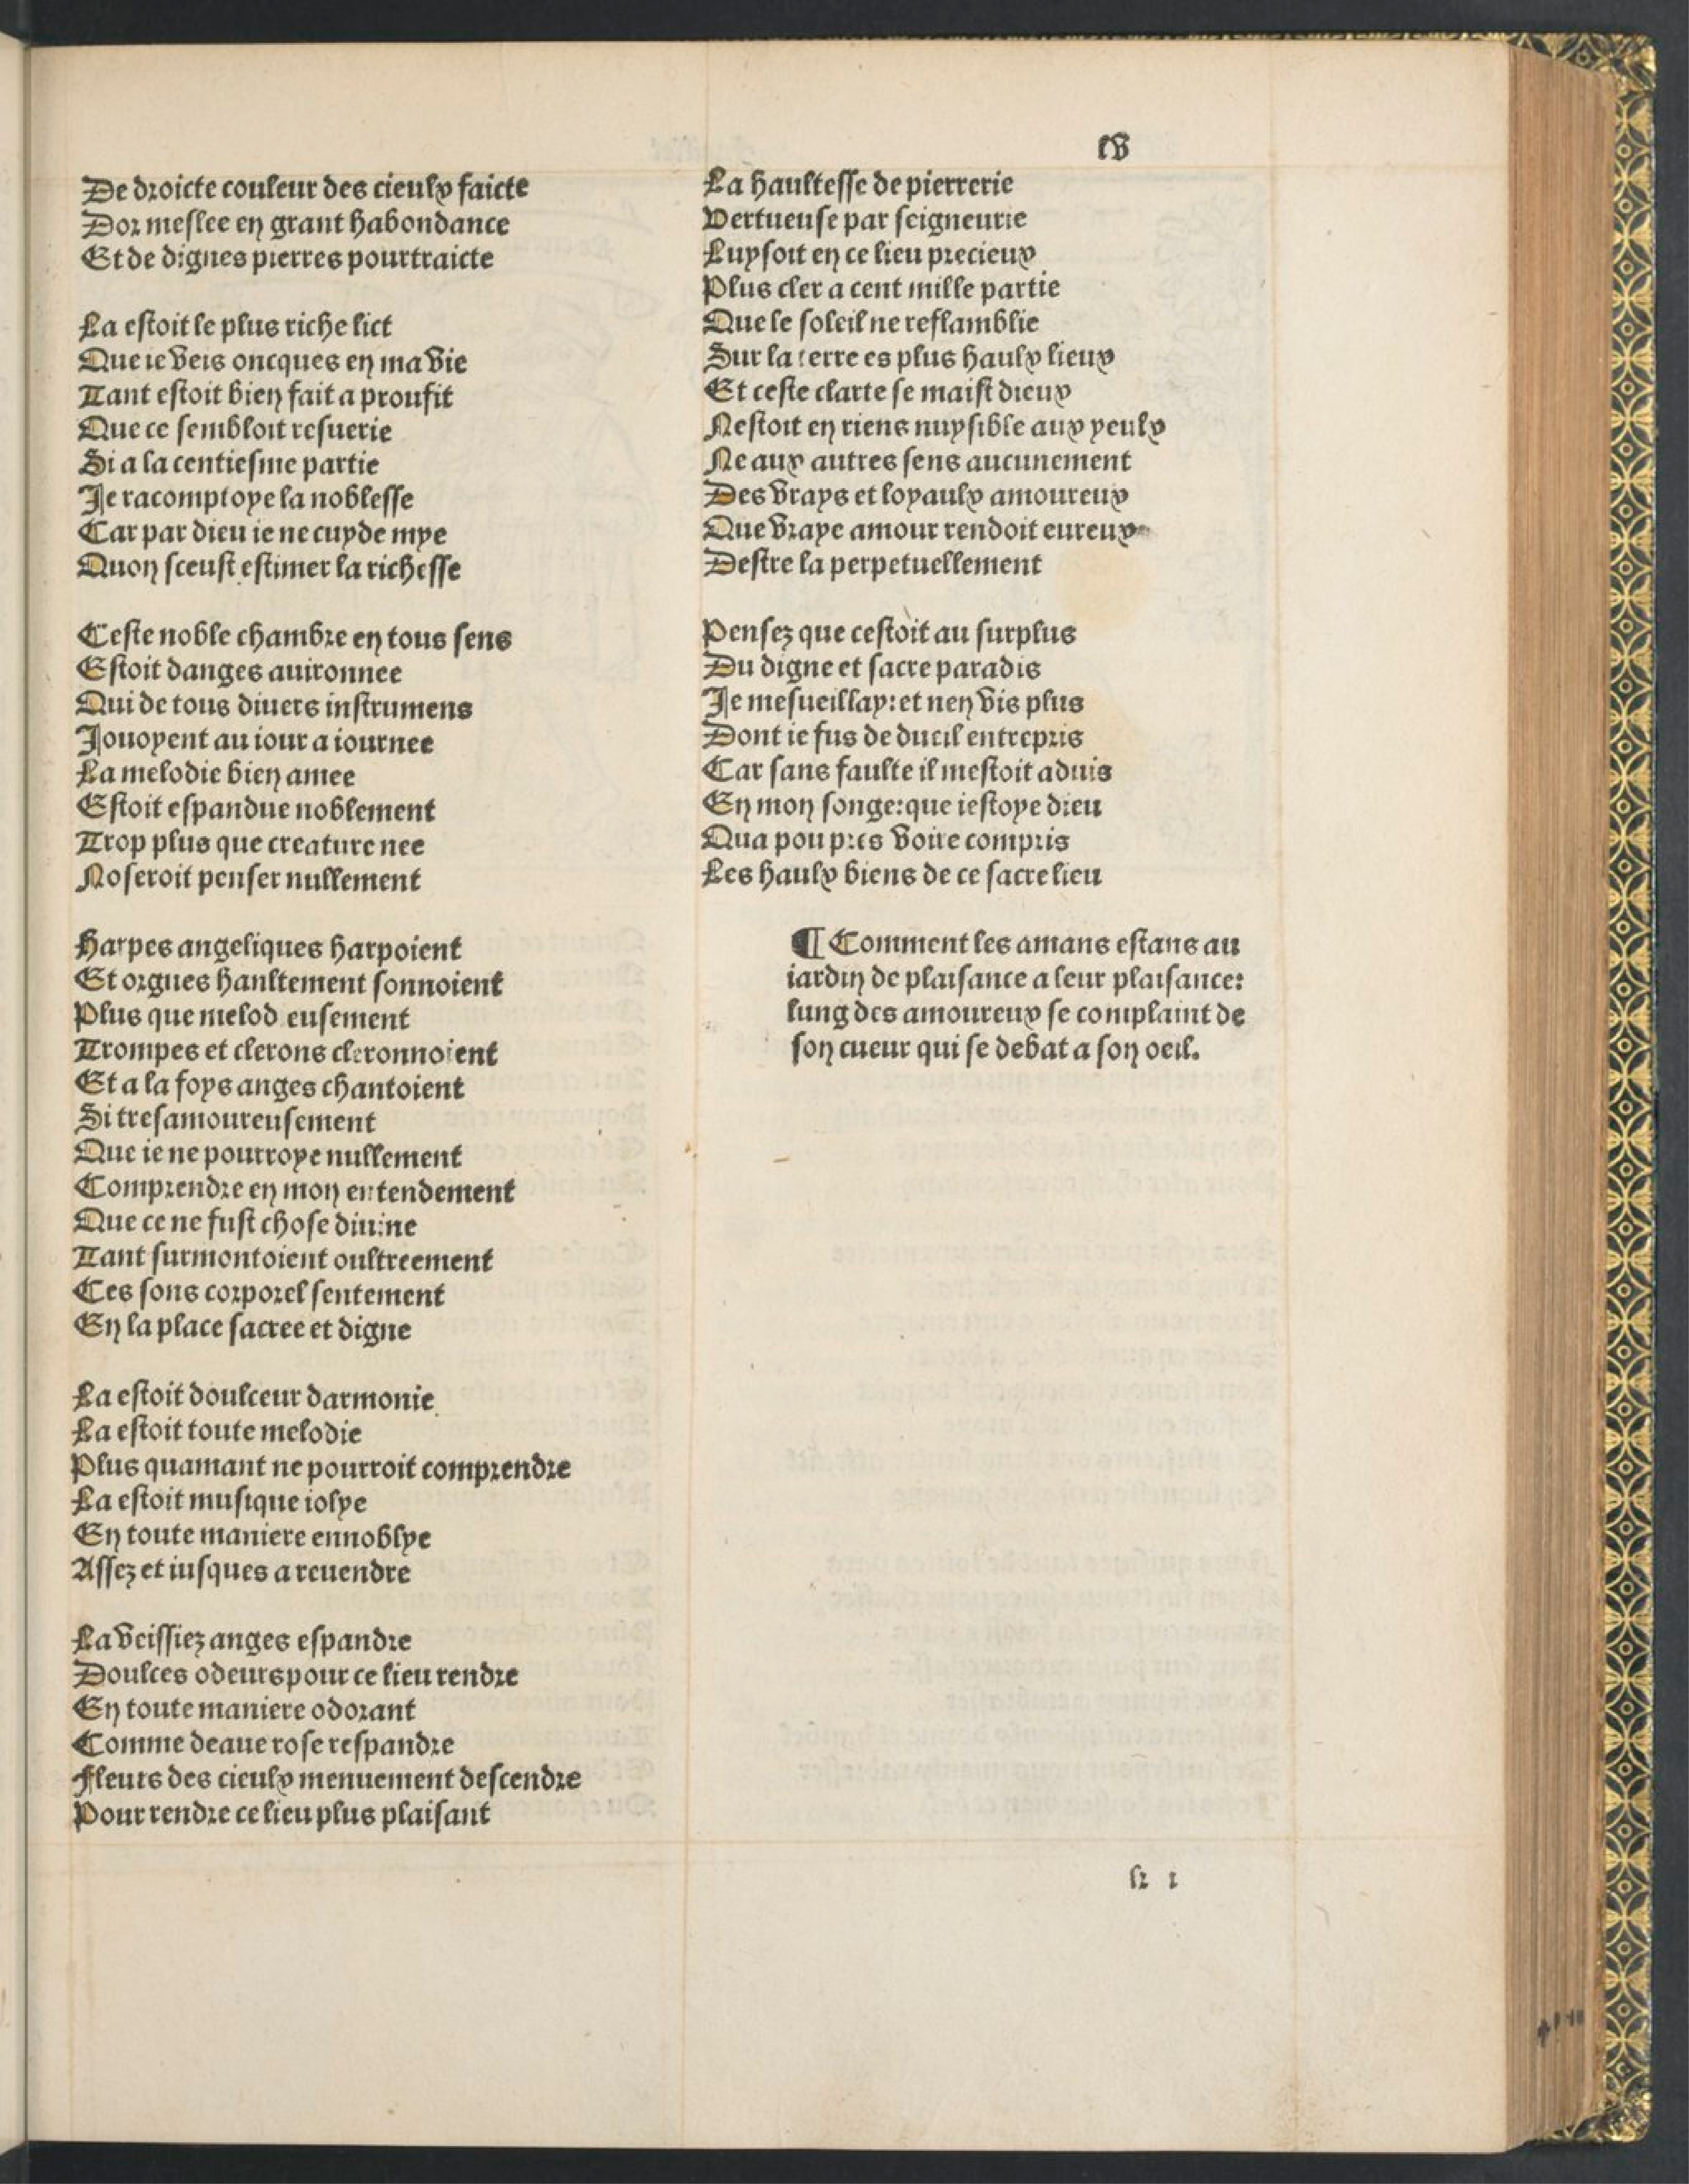 lv
De droicte couleur des cieulx faicte
Dor meslee en grant habondance
Et de dignes pierres pourtraicte
La estoit le plus riche lict
Que ie veis oncques en ma vie
Tant estoit bien fait a proufit
Que ce sembloit resuerie
Si a la centiesme partie
Je racomptoye la noblesse
Car par dieu ie ne cuyde mye
Quon sceust estimer la richesse
Ceste noble chambre en tous sens
Estoit danges auironnee
Qui de tous diuers instrumens
Jouoyent au iour a iournee
La melodie bien amee
Estoit espandue noblement
Trop plus que creature nee
Noseroit penser nullement
Harpes angeliques harpoient
Et orgues haultement sonnoient
Plus que melod eusement
Trompes et clerons cleronnoient
Et a la foys anges chantoient
Si tresamoureusement
Que ie ne pourroye nullement
Comprendre en mon entendement
Que ce ne fust chose diuine
Tant surmontoient oultreement
Ces sons corporel sentement
En la place sacree et digne
La estoit doulceur darmonie
La estoit toute melodie
Plus quamant ne pourroit comprendre
La estoit musique iolye
En toute maniere ennoblye
Assez et iusques a reuendre
La veissiez anges espandre
Doulces odeurs pour ce lieu rendre
En toute maniere odorant
Comme deaue rose respandre
Fleurs des cieulx menuement descendre
Pour rendre ce lieu plus plaisant
La haultesse de pierrerie
Vertueuse par seigneurie
Luysoit en ce lieu precieux
Plus cler a cent mille partie
Que le soleil ne reflamblie
Sur la terre es plus haulx lieux
Et ceste clarte se maist dieux
Nestoit en riens nuysible aux yeulx
Ne aux autres sens aucunement
Des vrays et loyaulx amoureux
Que vraye amour rendoit eureux
Destre la perpetuellement
Pensez que cestoit au surplus
Du digne et sacre paradis
Je mesueillay: et nen vis plus
Dont ie fus de dueil entrepris
Car sans faulte il mestoit aduis
En mon songe: que iestoye dieu
Qua pou pres voire compris
Les haulx biens de ce sacre lieu
¶ Comment les amans estans au
iardin de plaisance a leur plaisance:
lung des amoureux se complaint de
son cueur qui se debat a son oeil.